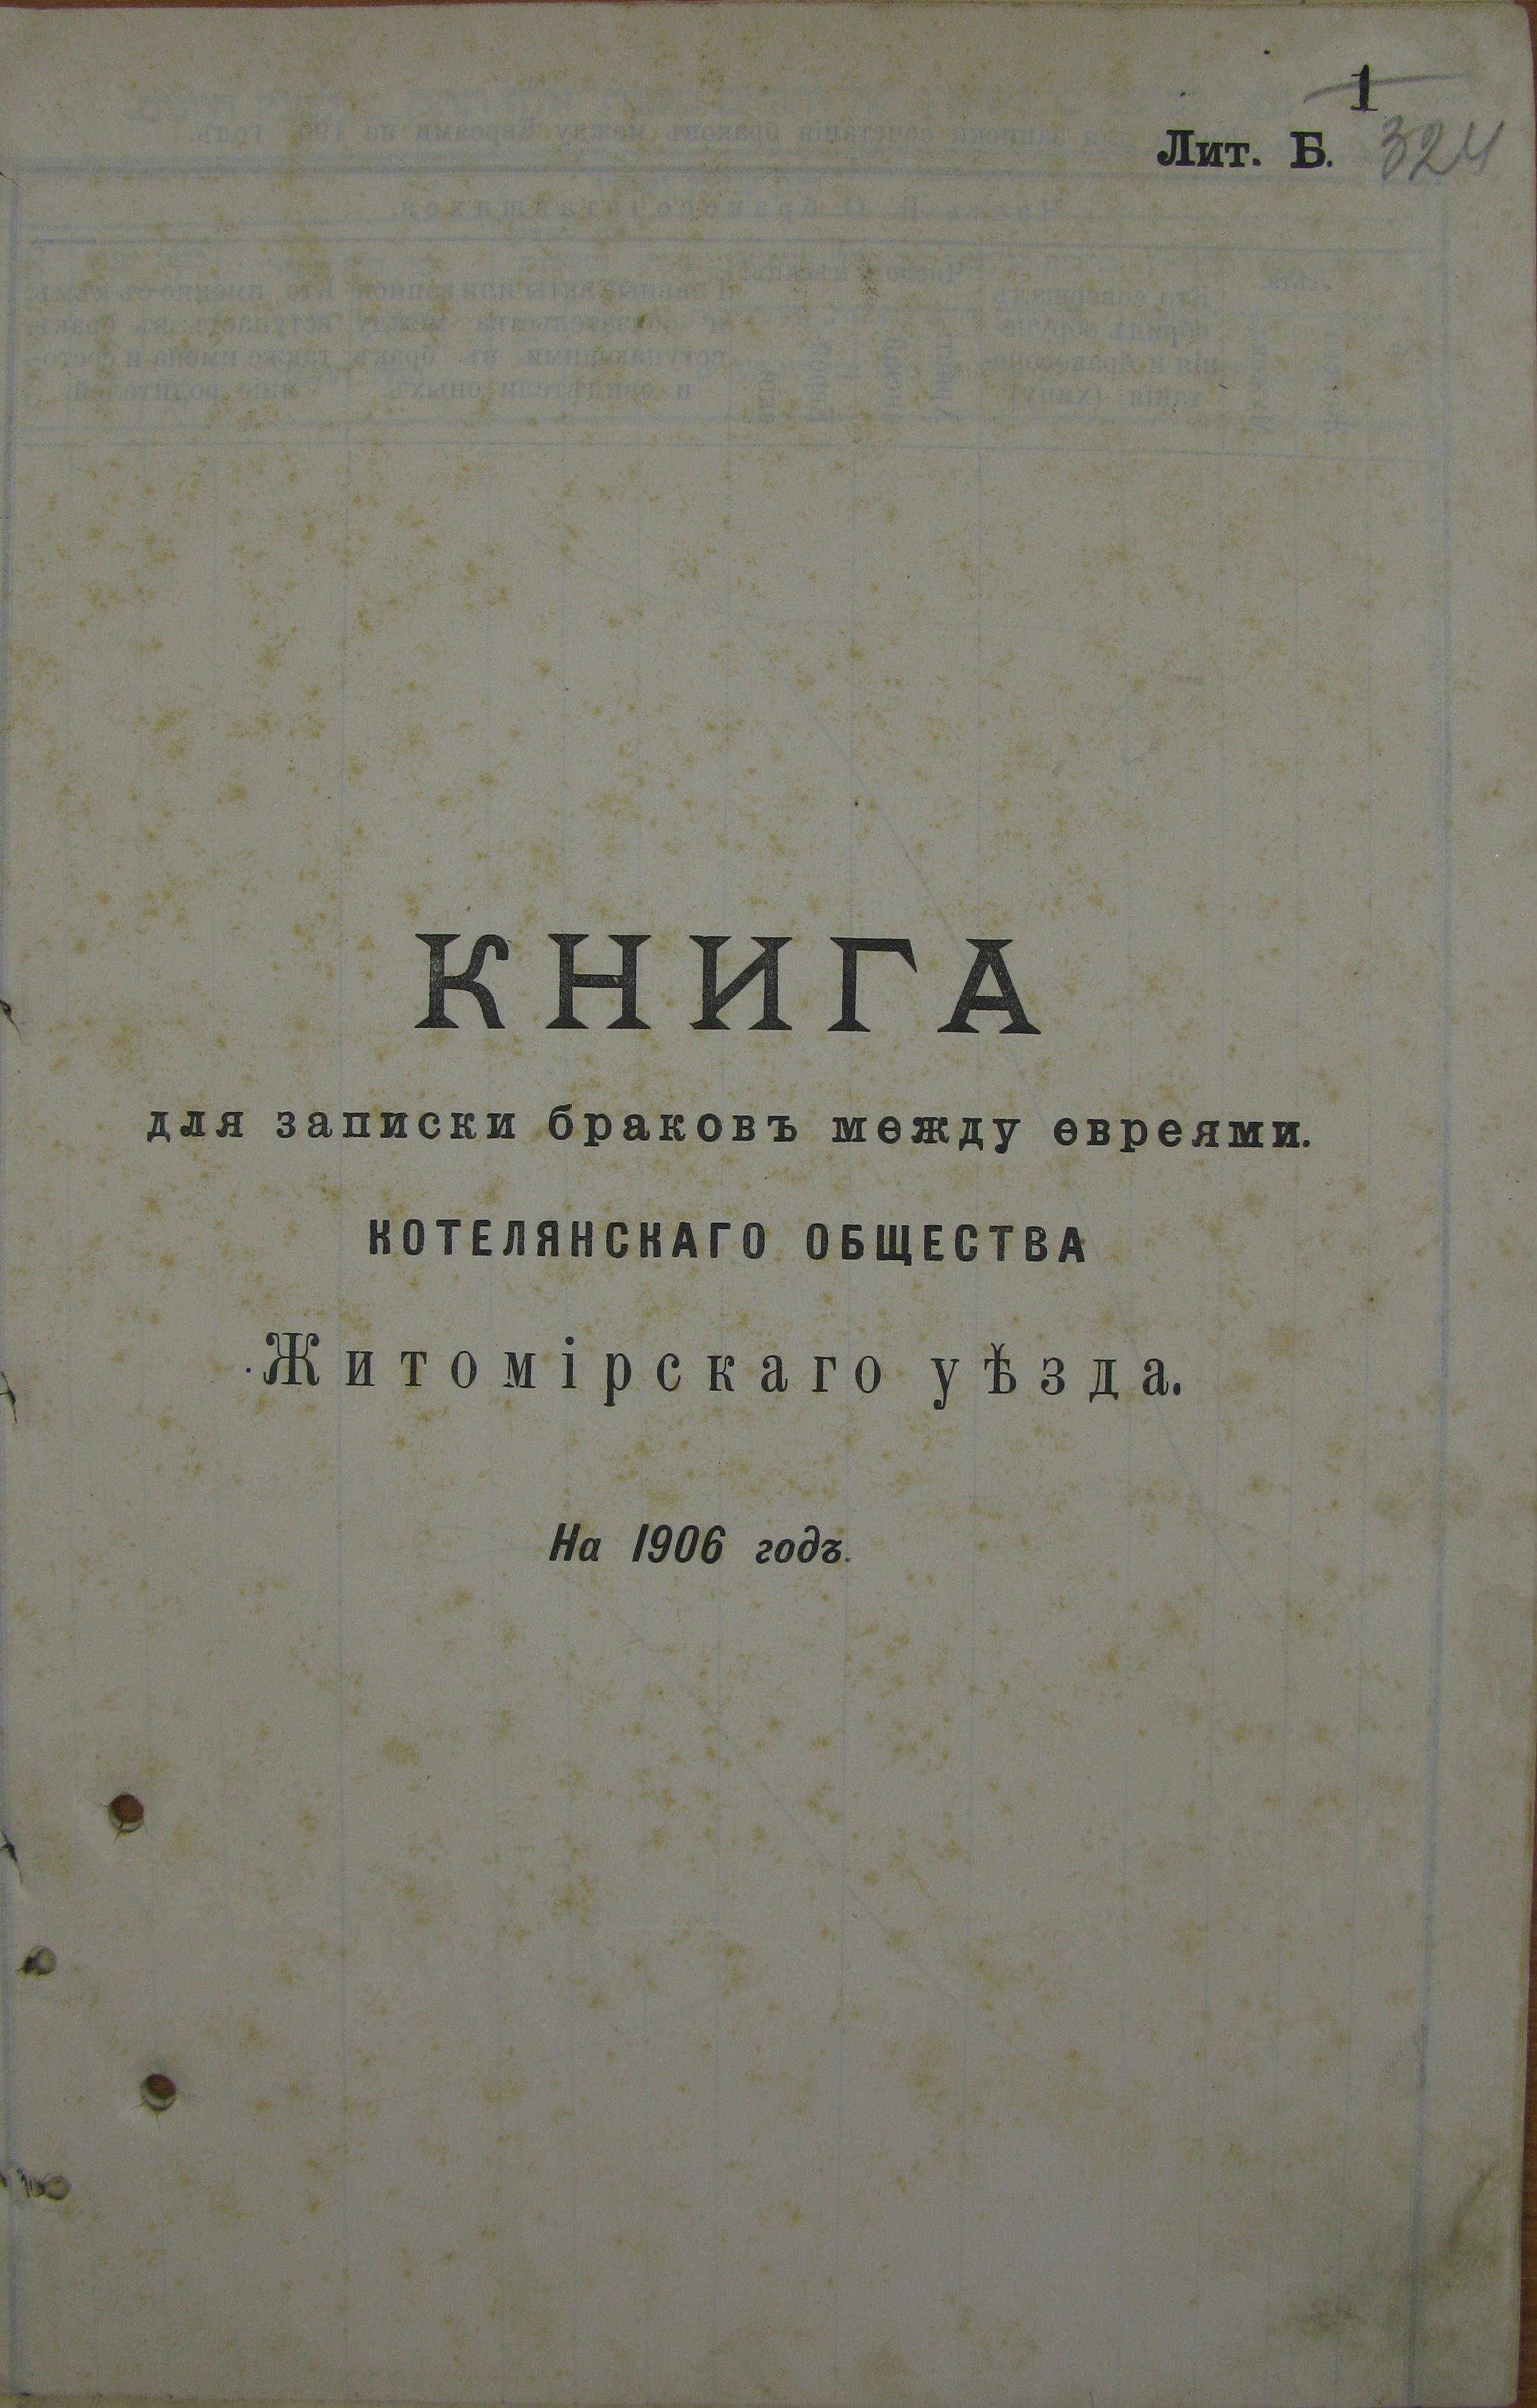 1
Лит. Б. 324
КНИГА
для записки браковъ между евреями.
КОТЕЛЯНСКАГО ОБЩЕСТВА
Житомірскаго уѣзда.
На 1906 годъ.